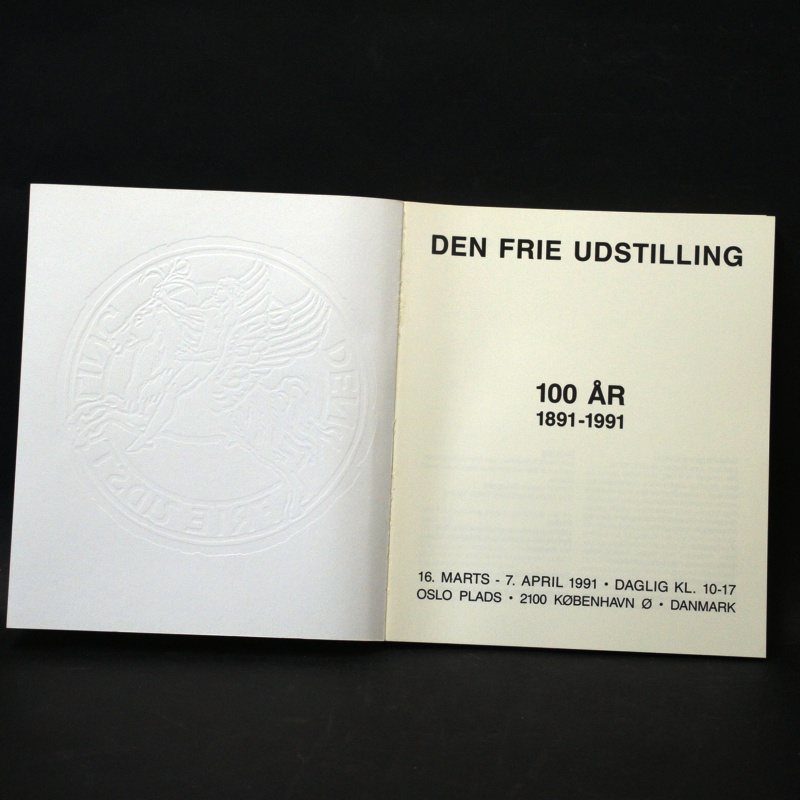 DEN FRIE UDSTILLING
100 ÅR
1891-1991
16. MARTS - 7. APRIL 1991 • DAGLIG KL. 10-17
OSLO PLADS • 2100 KØBENHAVN Ø • DANMARK